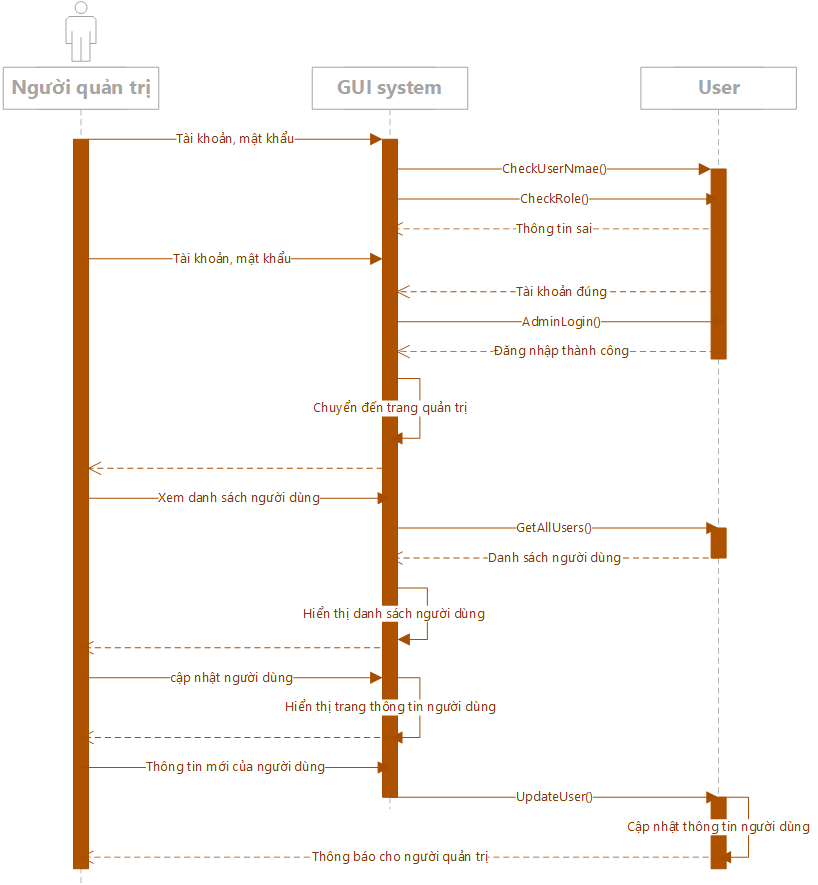 Người quản trị
GUI system
User
Tài khoản, mật khẩu
CheckUserNmae()
CheckRole()
Thông tin sai
Tài khoản, mật khẩu
Tài khoản đúng
AdminLogin()
Đăng nhập thành công
Chuyển đến trang quản trị
Xem danh sách người dùng
GetAllUsers()
Danh sách người dùng
Hiển thị danh sách người dùng
cập nhật người dùng
Hiển thị trang thông tin người dùng
Thông tin mới của người dùng
UpdateUser()
Cập nhật thông tin người dùng
Thông báo cho người quản trị